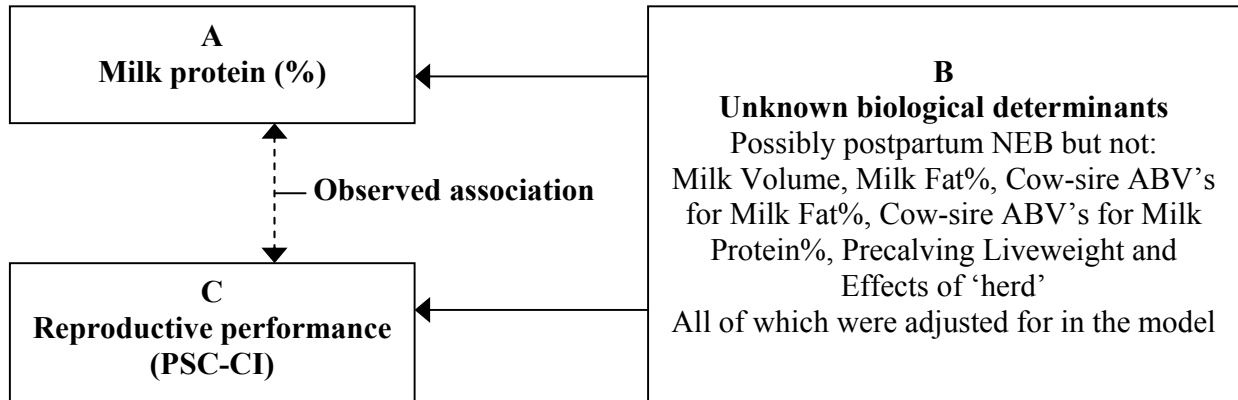 A
Milk protein (%)
Observed association
C
Reproductive performance
(PSC-CI)
B
Unknown biological determinants
Possibly postpartum NEB but not:
Milk Volume, Milk Fat%, Cow-sire ABV’s
for Milk Fat%, Cow-sire ABV’s for Milk
Protein%, Precalving Liveweight and
Effects of ‘herd’
All of which were adjusted for in the model